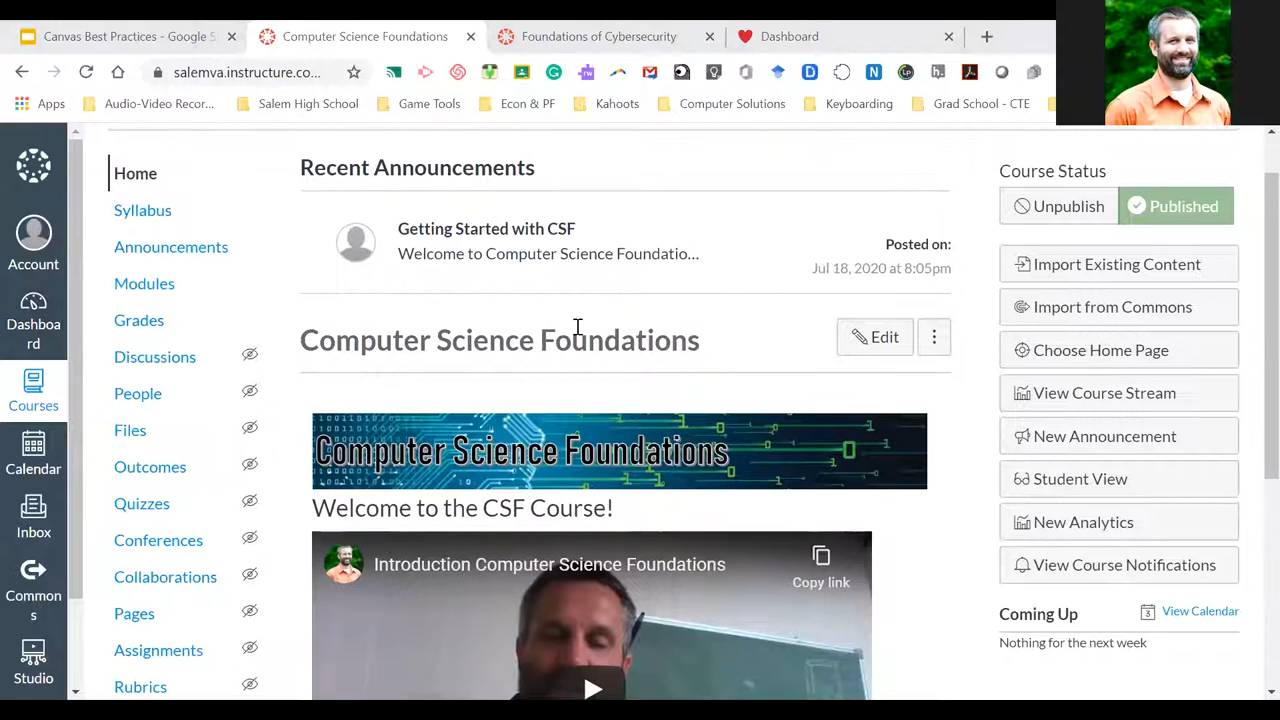 Canvas Best Practices - Google S
Computer Science Foundations
Foundations of Cybersecurity
Dashboard
salemva.instructure.co...
Apps
Audio-Video Recor...
Salem High School
Game Tools
Econ & PF
Kahoots
Computer Solutions
Keyboarding
Grad School - CTE
Account
Dashboa
rd
Courses
Calendar
Inbox
Common
s
Studio
Home
Syllabus
Announcements
Modules
Grades
Discussions
People
Files
Outcomes
Quizzes
Conferences
Collaborations
Pages
Assignments
Rubrics
Recent Announcements
Getting Started with CSF
Welcome to Computer Science Foundatio...
Posted on:
Jul 18, 2020 at 8:05pm
Computer Science Foundations
Edit
Computer Science Foundations
Welcome to the CSF Course!
Introduction Computer Science Foundations
Copy link
Course Status
Unpublish
Published
Import Existing Content
Import from Commons
Choose Home Page
View Course Stream
New Announcement
Student View
New Analytics
View Course Notifications
Coming Up
View Calendar
Nothing for the next week